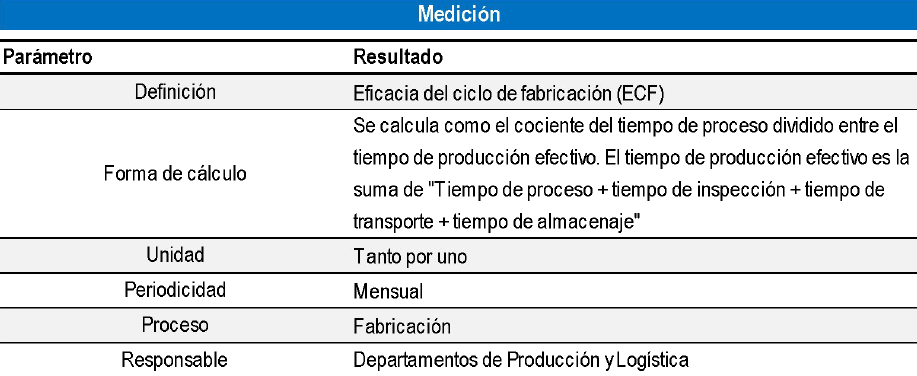 Medición
Parámetro Resultado
Definición Eficacia del ciclo de fabricación (ECF)
Se calcula como el cociente del tiempo de proceso dividido entre el
tiempo de producción efectivo. El tiempo de producción efectivo es la
Forma de cálculo
suma de "Tiempo de proceso + tiempo de inspección + tiempo de
transporte + tiempo de almacenaje"
Unidad Tanto por uno
Periodicidad Mensual
Proceso Fabricación
Responsable Departamentos de Producción y Logística